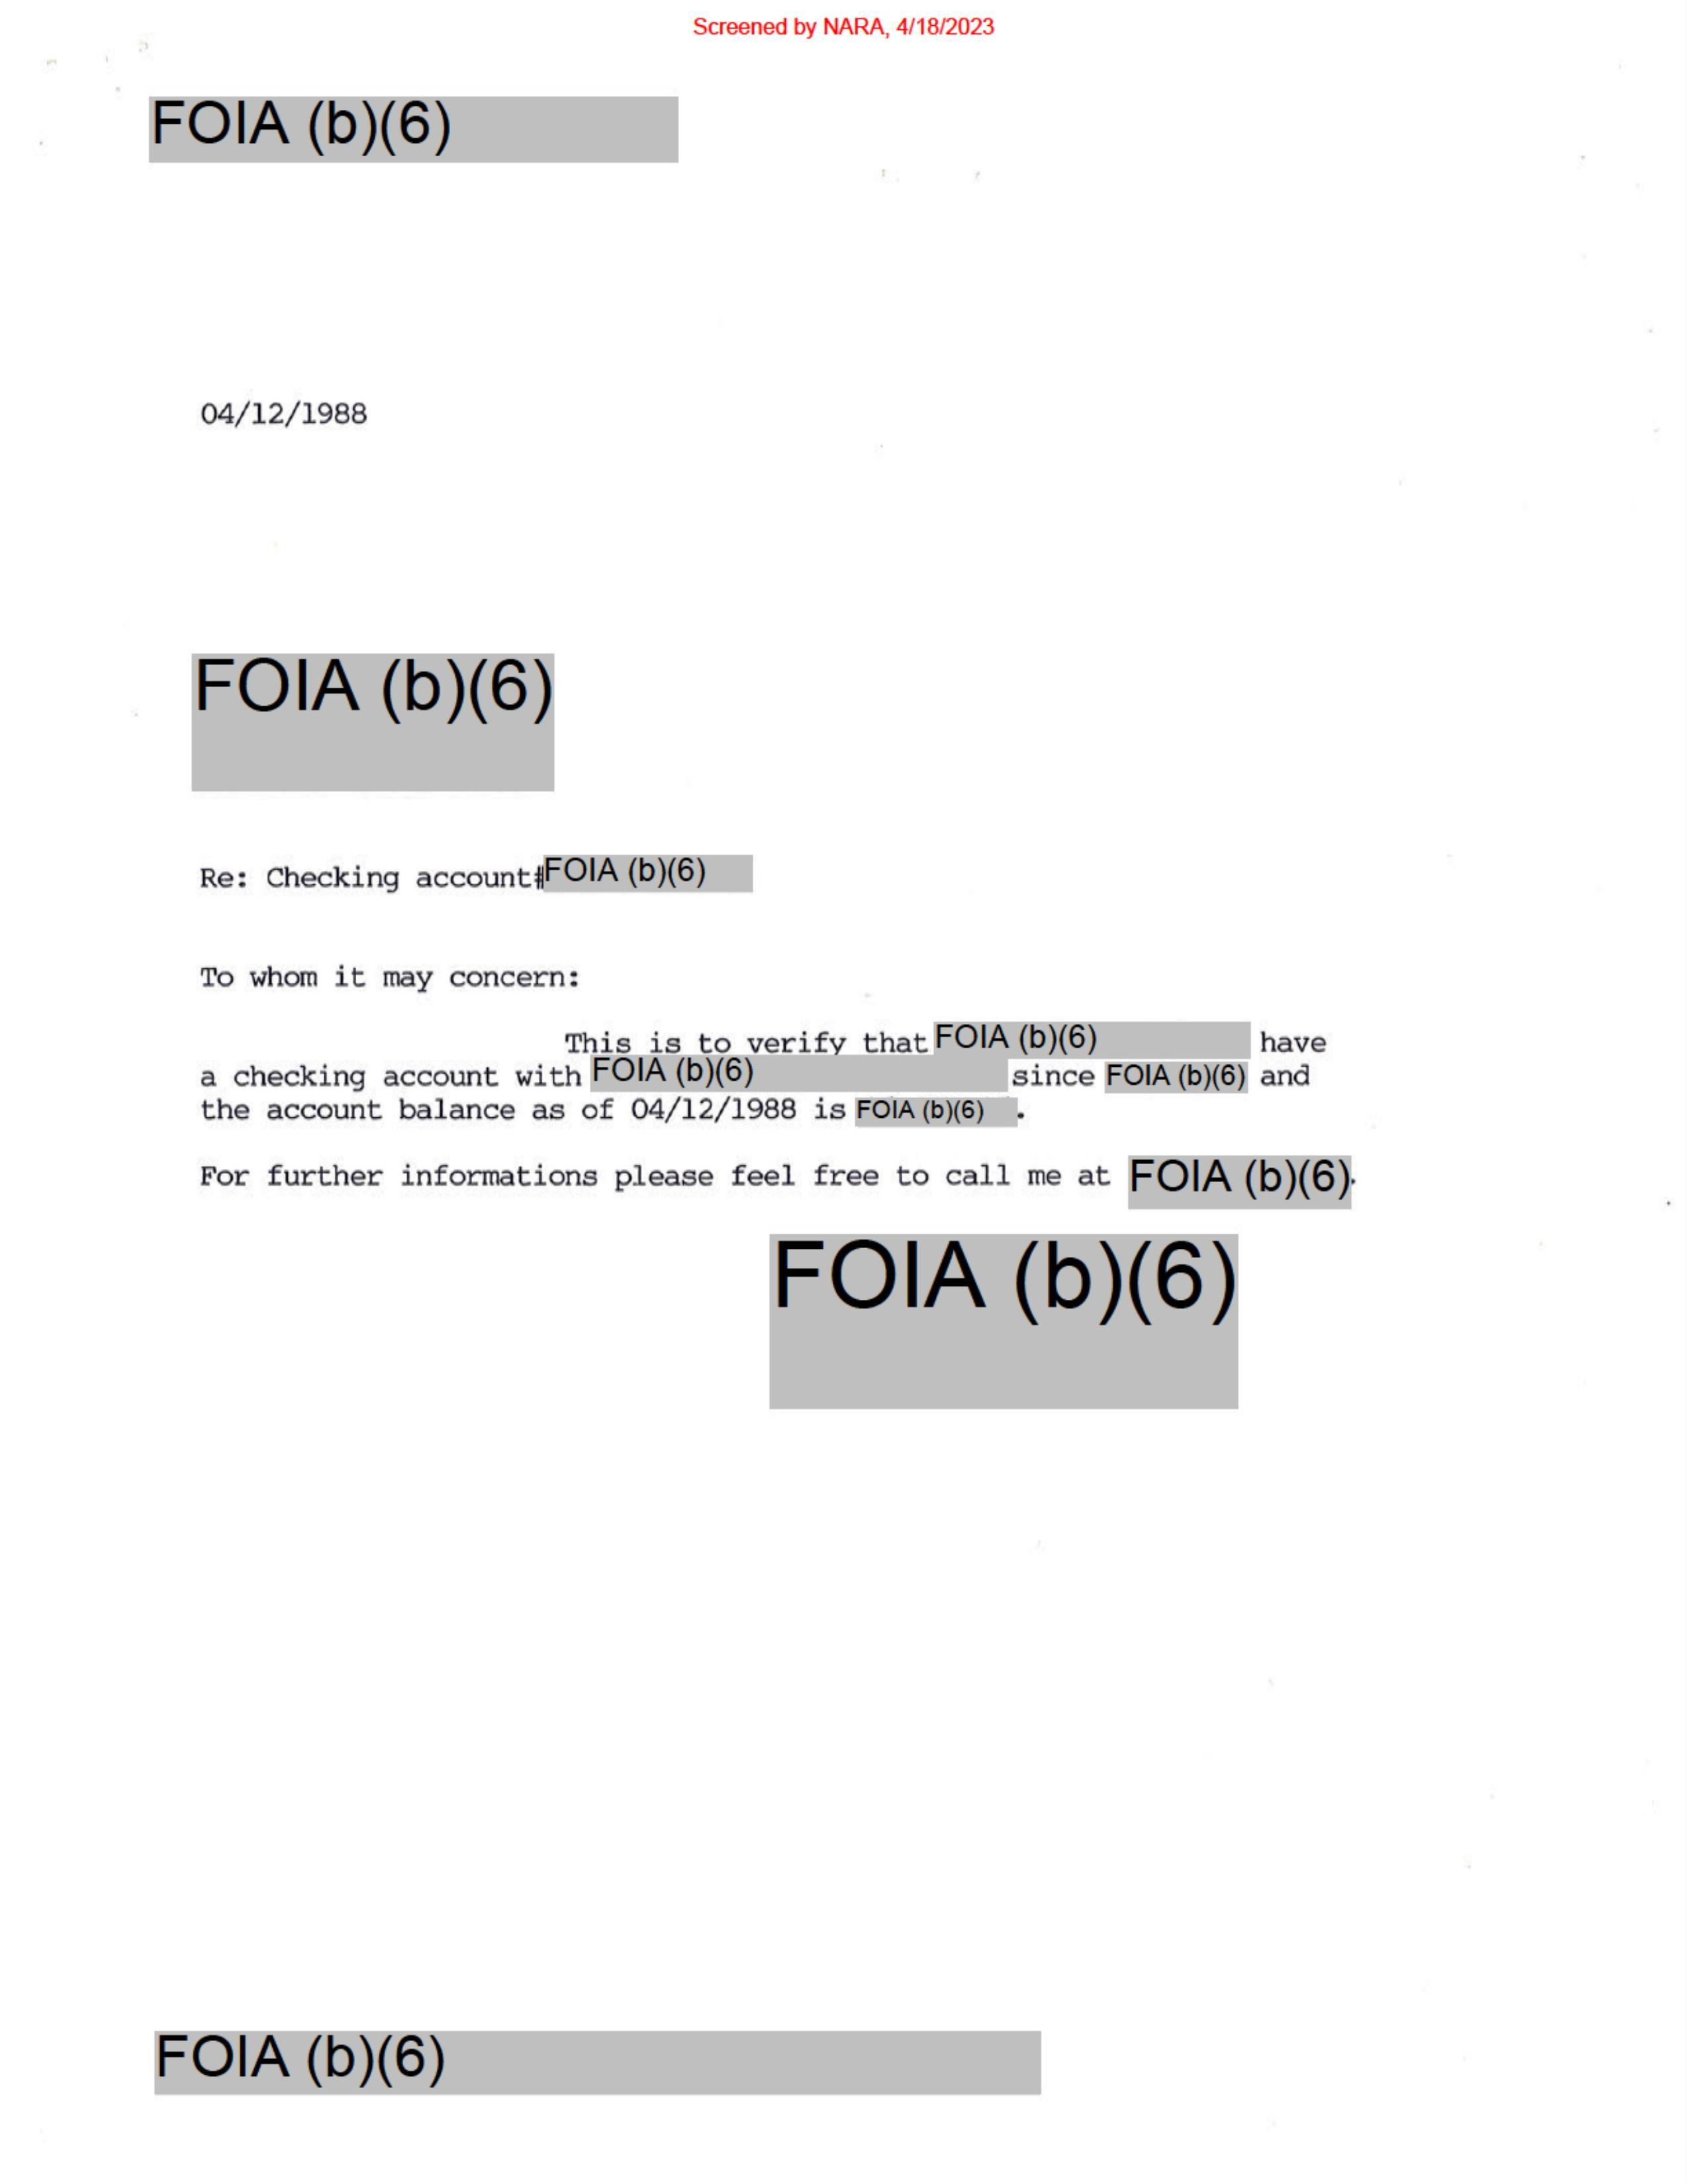 Screened by NARA, 4/18/2023
FOIA (b)(6)
04/12/1988
FOIA (b)(6)
Re: Checking account#FOIA (b)(6)
To whom it may concern:
This is to verify that FOIA (b)(6) have
a checking account with FOIA (b)(6) since FOIA (b)(6) and
the account balance as of 04/12/1988 is FOIA (b)(6) .
For further informations please feel free to call me at FOIA (b)(6).
FOIA (b)(6)
FOIA (b)(6)